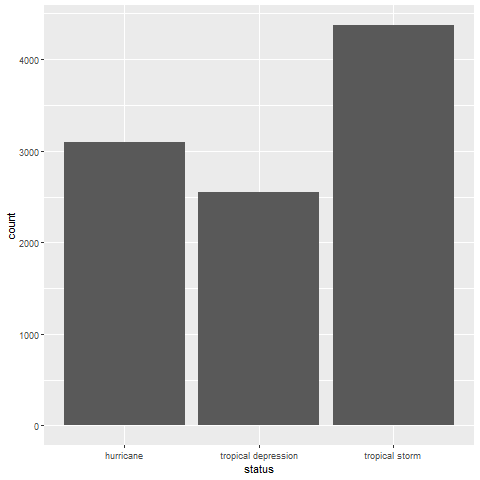 4000
3000
2000
1000
0
count
hurricane
tropical depression
tropical storm
status